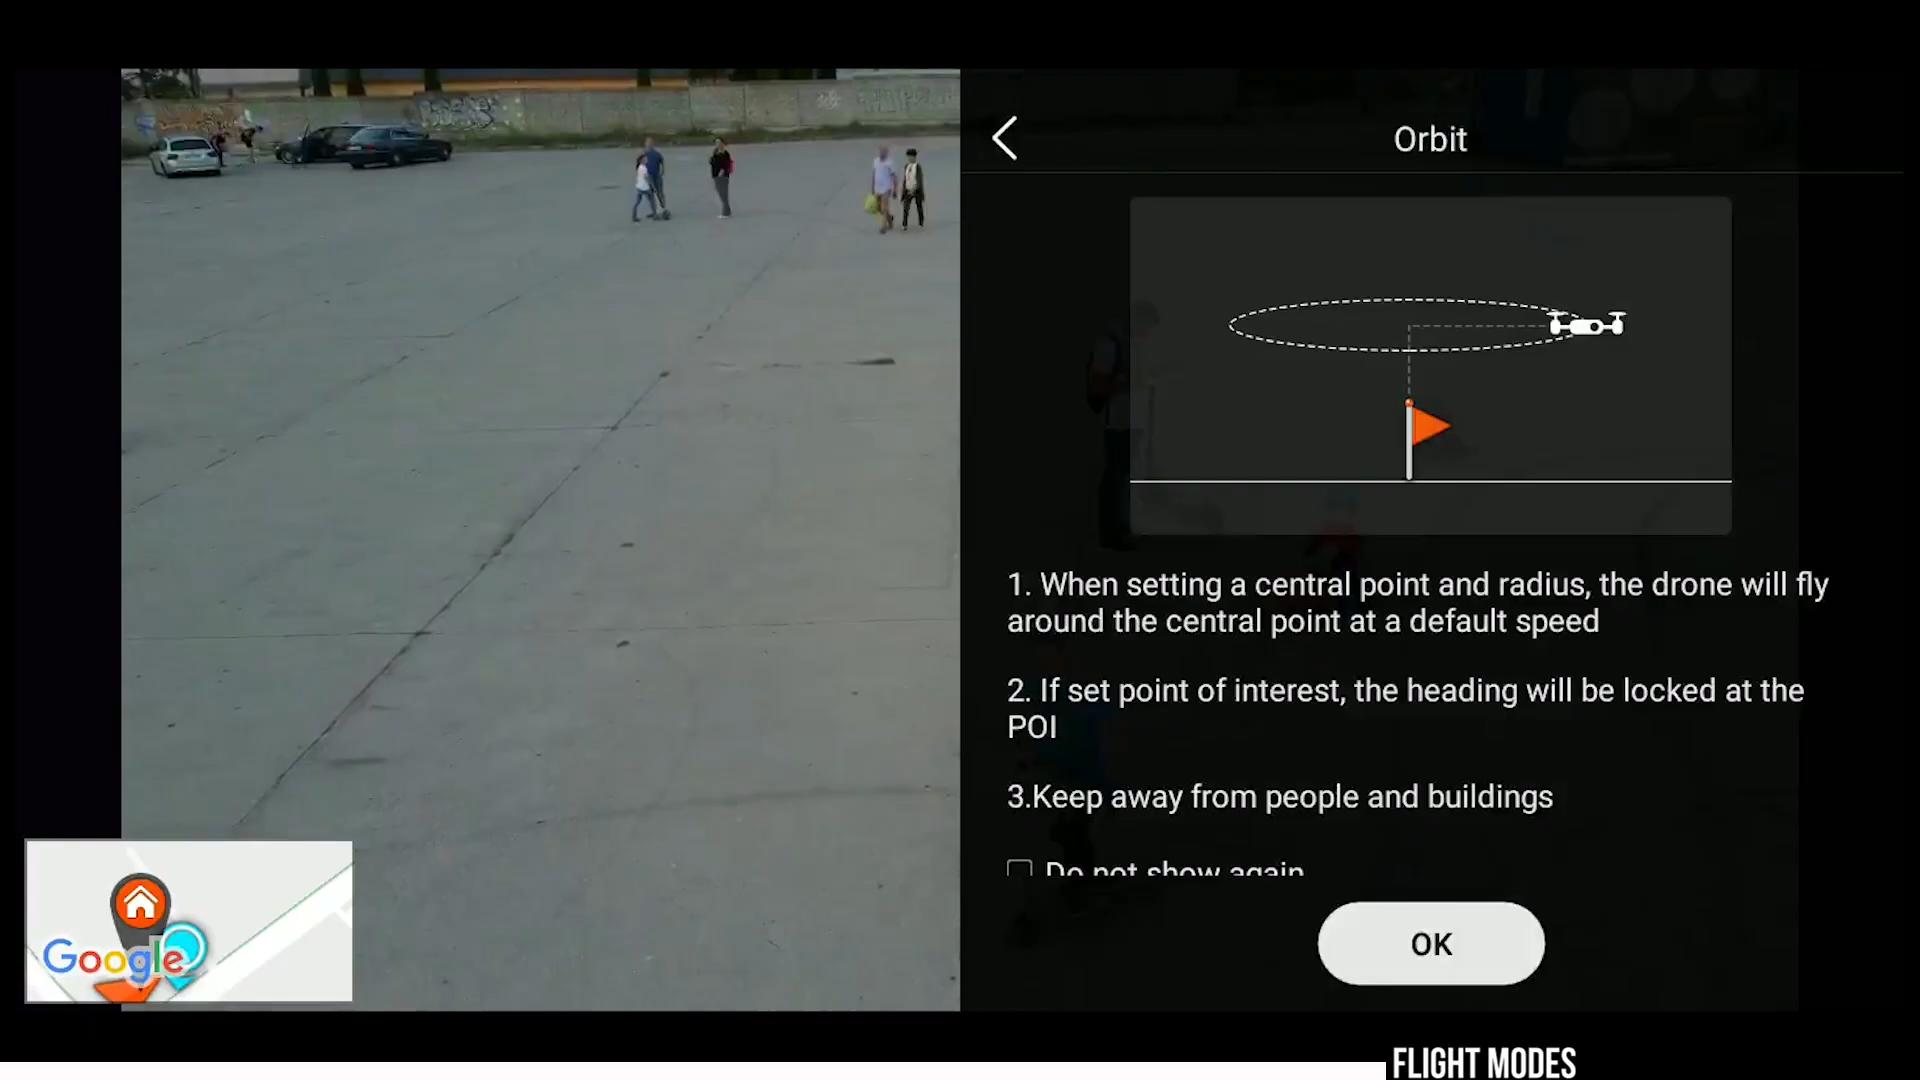 Orbit
1. When setting a central point and radius, the drone will fly
around the central point at a default speed
2. If set point of interest, the heading will be locked at the
POI
3.Keep away from people and buildings
Do not show again
OK
Google
FLIGHT MODES